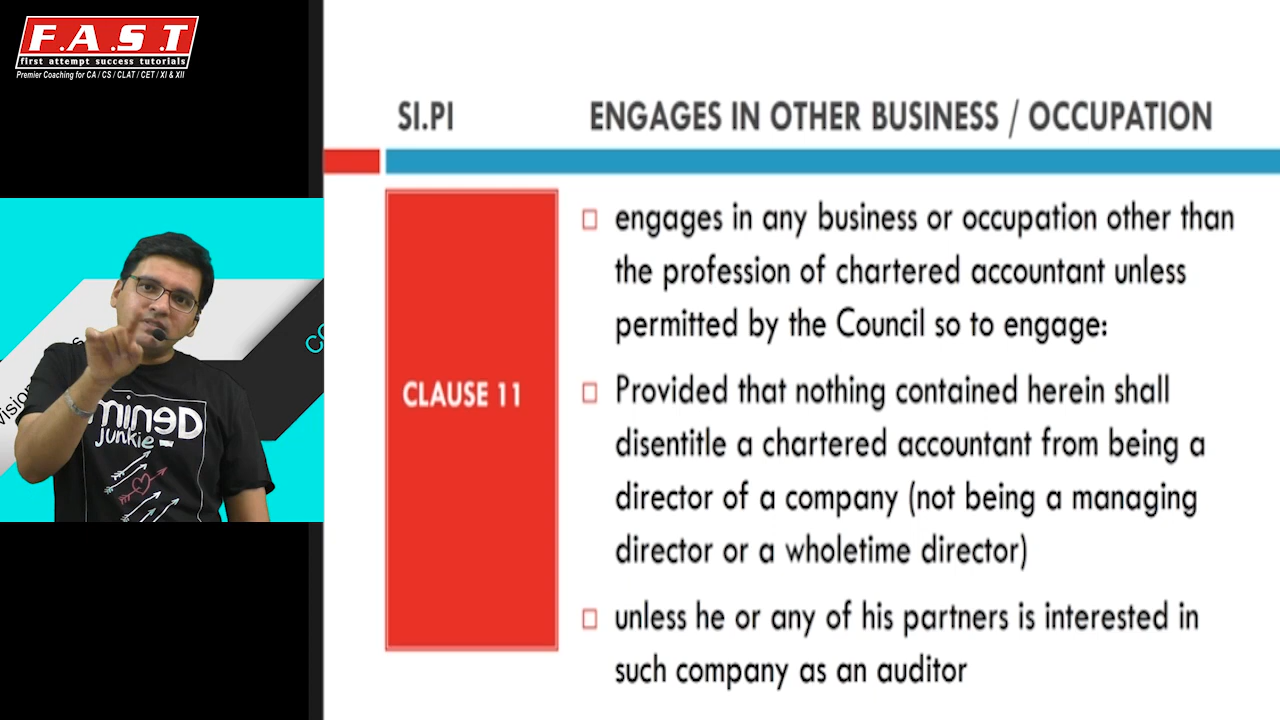 F.A.S.T
first attempt success tutorials
Premier Coaching for CA / CS / CLAT / CET / XI & XII
SI.PI
ENGAGES IN OTHER BUSINESS / OCCUPATION
CLAUSE 11
engages in any business or occupation other than
the profession of chartered accountant unless
permitted by the Council so to engage:
Provided that nothing contained herein shall
disentitle a chartered accountant from being a
director of a company (not being a managing
director or a wholetime director)
unless he or any of his partners is interested in
such company as an auditor
Junkie